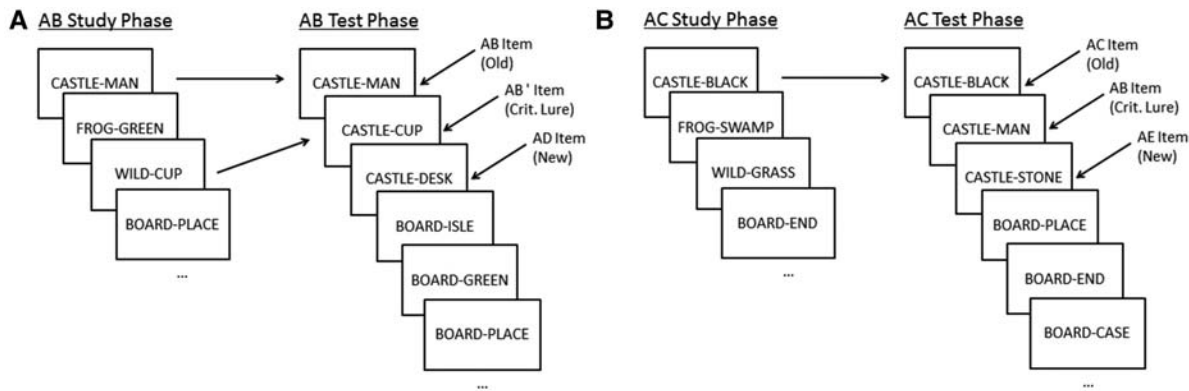 A
AB Study Phase
CASTLE-MAN
FROG-GREEN
WILD-CUP
BOARD-PLACE
...
AB Test Phase
CASTLE-MAN
CASTLE-CUP
CASTLE-DESK
BOARD-ISLE
BOARD-GREEN
BOARD-PLACE
...
AB Item
(Old)
AB ' Item
(Crit. Lure)
AD Item
(New)
B
AC Study Phase
CASTLE-BLACK
FROG-SWAMP
WILD-GRASS
BOARD-END
...
AC Test Phase
CASTLE-BLACK
CASTLE-MAN
CASTLE-STONE
BOARD-PLACE
BOARD-END
BOARD-CASE
...
AC Item
(Old)
AB Item
(Crit. Lure)
AE Item
(New)